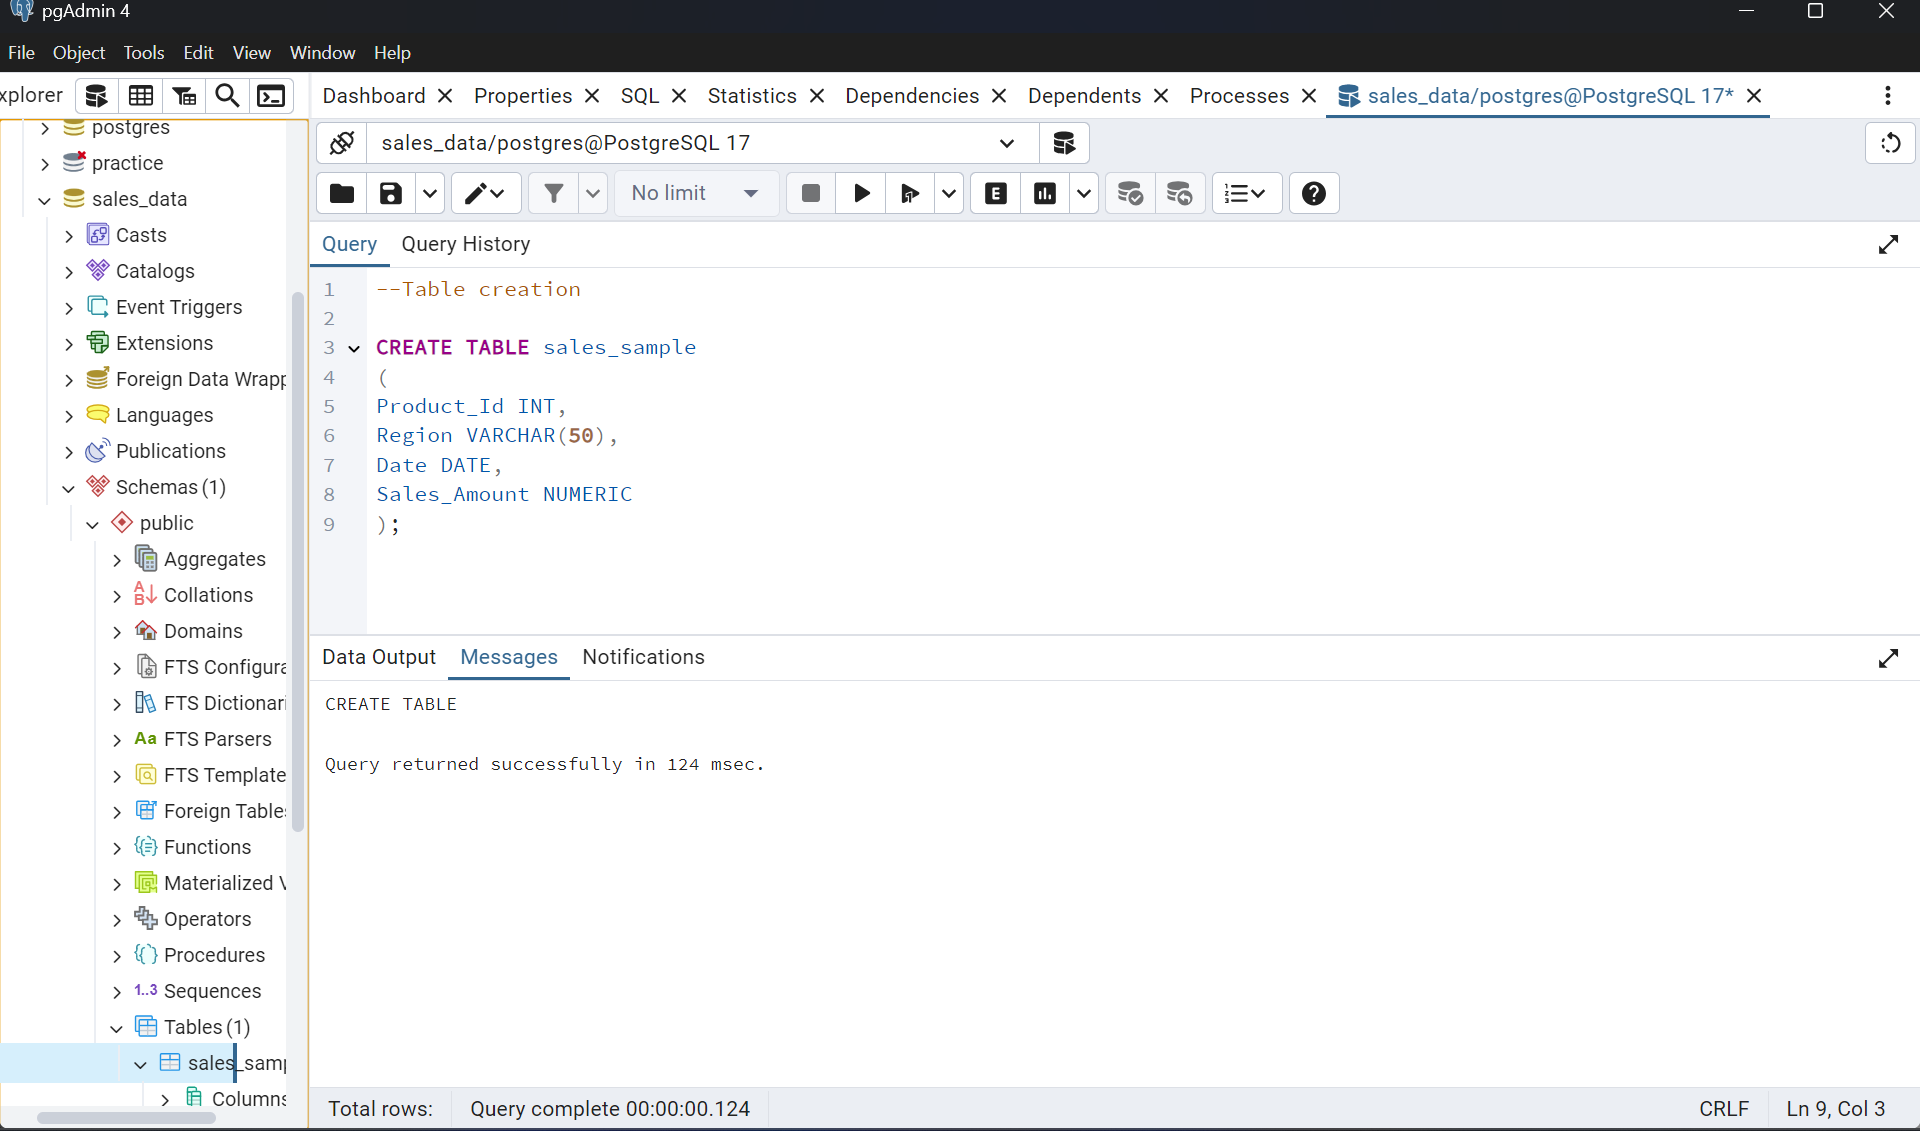 pgAdmin 4
File Object Tools Edit View Window Help
xplorer
Dashboard Properties SQL Statistics Dependencies Dependents Processes sales_data/postgres@PostgreSQL 17*
postgres
practice
sales_data
Casts
Catalogs
Event Triggers
Extensions
Foreign Data Wrapp
Languages
Publications
Schemas (1)
public
Aggregates
Collations
Domains
FTS Configura
FTS Dictionari
Aa FTS Parsers
FTS Template
Foreign Table
Functions
Materialized V
Operators
Procedures
1..3 Sequences
Tables (1)
sales_samp
Columns
sales_data/postgres@PostgreSQL 17
No limit
Query Query History
1 --Table creation
2
3 CREATE TABLE sales_sample
4 (
5 Product_Id INT,
6 Region VARCHAR(50),
7 Date DATE,
8 Sales_Amount NUMERIC
9 );
Data Output Messages Notifications
CREATE TABLE
Query returned successfully in 124 msec.
Total rows: Query complete 00:00:00.124 CRLF Ln 9, Col 3